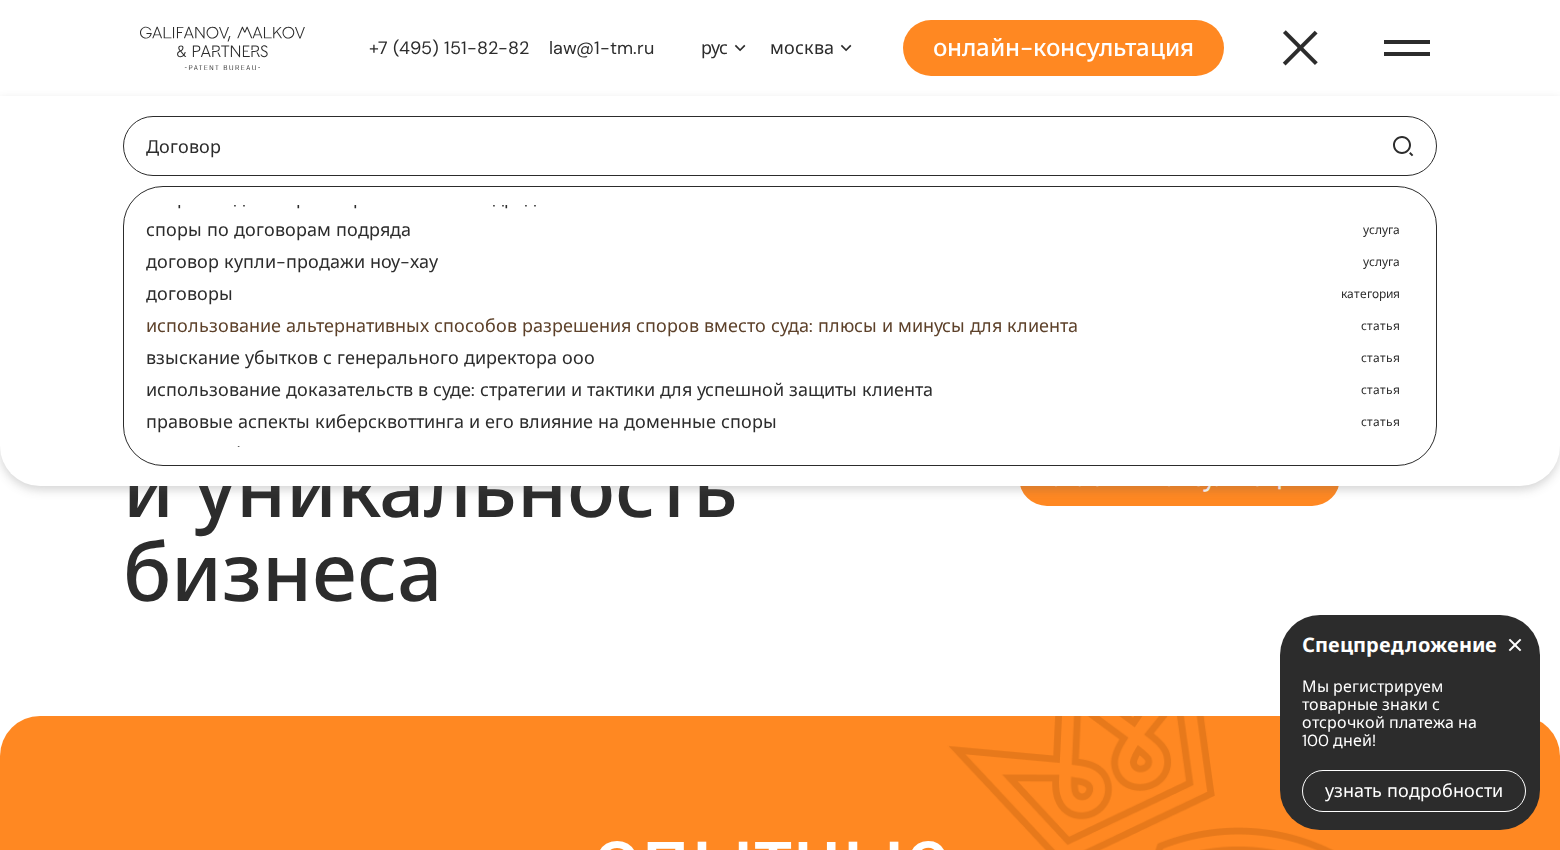 GALIFANOV, MALKOV
& PARTNERS
-PATENT BUREAU-
+7 (495) 151-82-82
law@1-tm.ru
рус
москва
онлайн-консультация
Договор
споры по договорам подряда
услуга
договор купли-продажи ноу-хау
услуга
договоры
категория
использование альтернативных способов разрешения споров вместо суда: плюсы и минусы для клиента
статья
взыскание убытков с генерального директора ооо
статья
использование доказательств в суде: стратегии и тактики для успешной защиты клиента
статья
правовые аспекты киберсквоттинга и его влияние на доменные споры
статья
и уникальность
бизнеса
Спецпредложение
Мы регистрируем
товарные знаки с
отсрочкой платежа на
100 дней!
узнать подробности
опытные